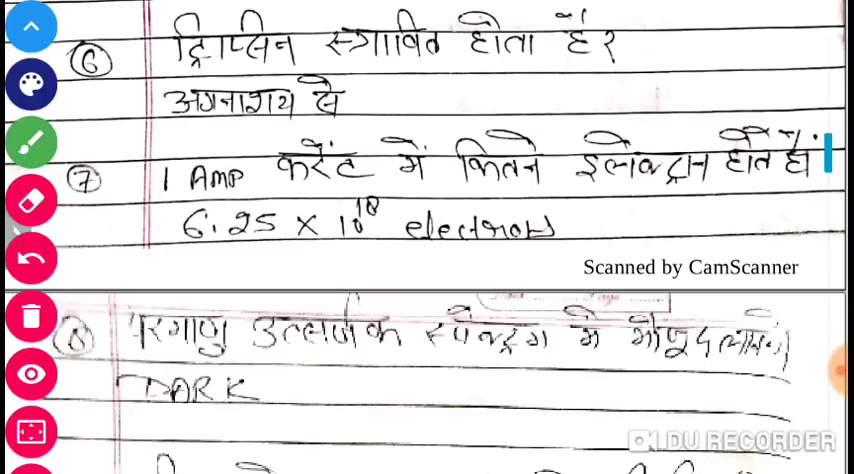 ⑥ ट्रिप्सिन स्त्रावित होता है?
अग्नाशय से
⑦ 1 Amp करेंट में कितने इलेक्ट्रान होते हैं
6.25 × 10^18 electrons
Scanned by CamScanner
⑧ परमाणु उत्सर्जक स्पेक्ट्रम में मौजूद
DARK
DU RECORDER